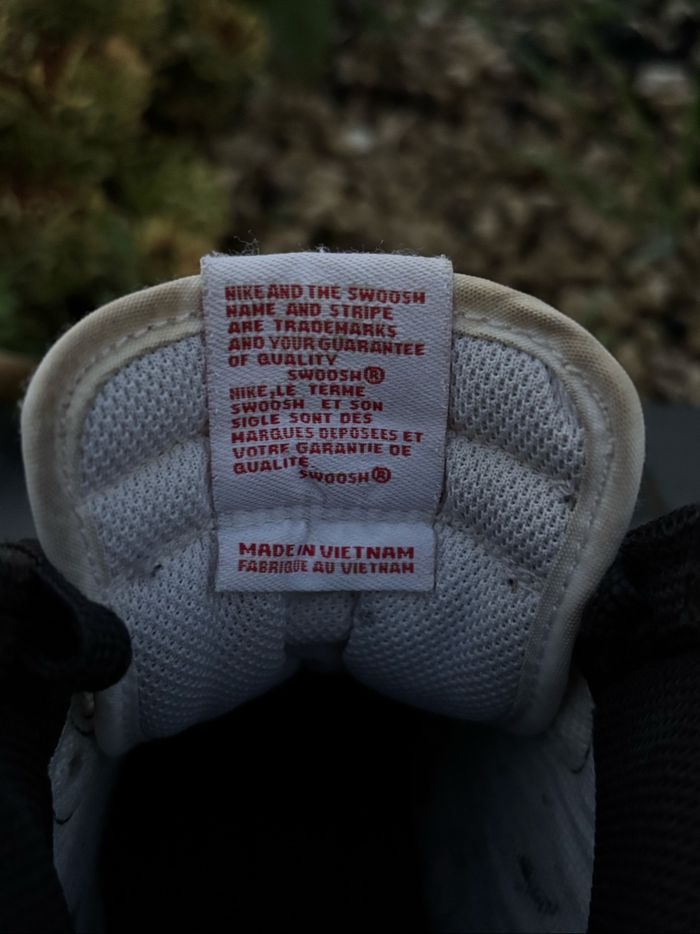 NIKE AND THE SWOOSH
NAME AND STRIPE
ARE TRADEMARKS
AND YOUR GUARANTEE
OF QUALITY
SWOOSH®
NIKE, LE TERME
SWOOSH ET SON
SIGLE SONT DES
MARQUES DEPOSEES ET
VOTRE GARANTIE DE
QUALITE
SWOOSH®
MADE IN VIETNAM
FABRIQUE AU VIETNAM